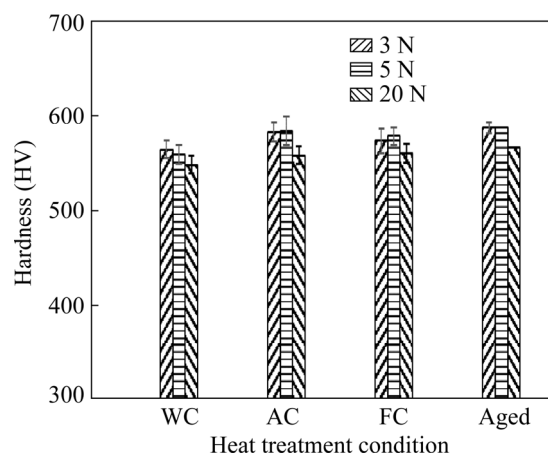 700
600
500
400
300
Hardness (HV)
3 N
5 N
20 N
WC AC FC Aged
Heat treatment condition